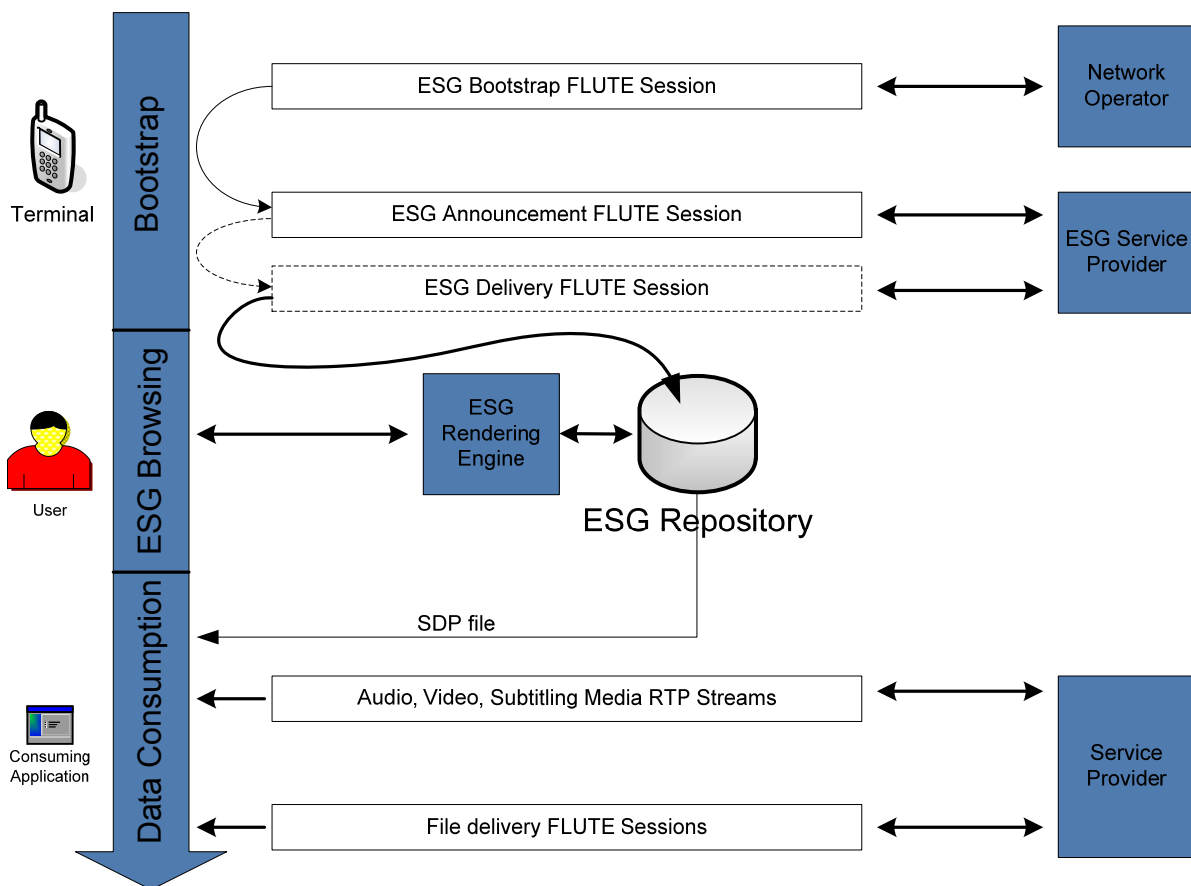 ESG Bootstrap FLUTE Session
Network
Operator
Terminal
Bootstrap
ESG Announcement FLUTE Session
ESG Service
Provider
ESG Delivery FLUTE Session
ESG Browsing
ESG
Rendering
Engine
User
ESG Repository
Data Consumption
SDP file
Audio, Video, Subtitling Media RTP Streams
Consuming
Application
Service
Provider
File delivery FLUTE Sessions